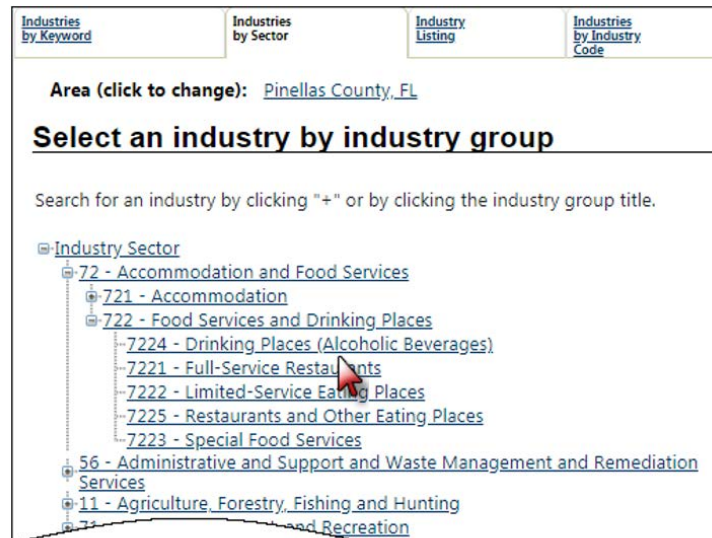 Industries by Keyword
Industries by Sector
Industry Listing
Industries by Industry Code
Area (click to change): Pinellas County, FL
Select an industry by industry group
Search for an industry by clicking "+" or by clicking the industry group title.
Industry Sector
72 - Accommodation and Food Services
721 - Accommodation
722 - Food Services and Drinking Places
7224 - Drinking Places (Alcoholic Beverages)
7221 - Full-Service Restaurants
7222 - Limited-Service Eating Places
7225 - Restaurants and Other Eating Places
7223 - Special Food Services
56 - Administrative and Support and Waste Management and Remediation
Services
11 - Agriculture, Forestry, Fishing and Hunting
and Recreation